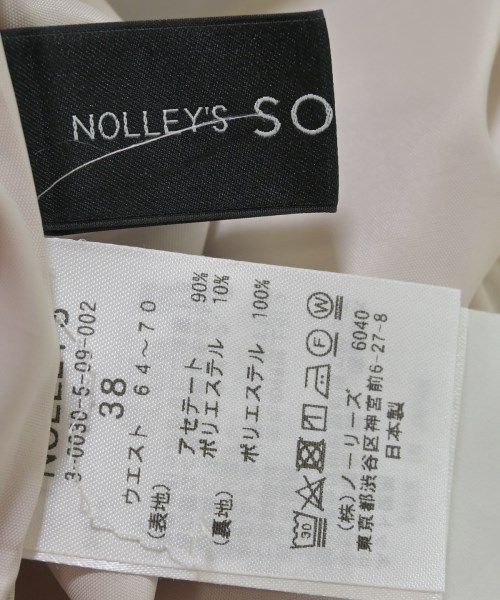 NOLLEY'S SO
NOLLEY'S
3-0030-5-09-002
38
ウエスト 64～70
(表地) アセテート 90%
ポリエステル 10%
(裏地) ポリエステル 100%
30 F W
(株)ノーリーズ 6040
東京都渋谷区神宮前6-27-8
日本製